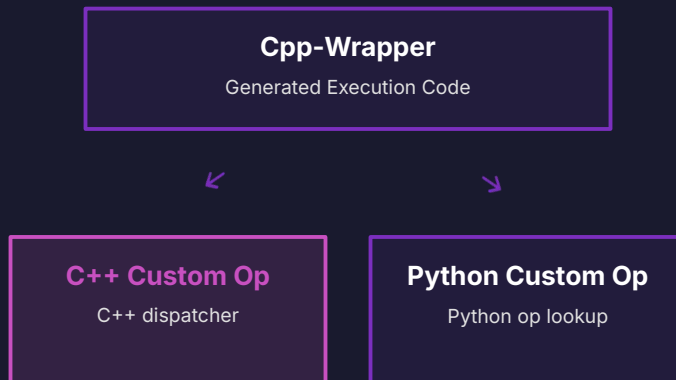 Cpp-Wrapper
Generated Execution Code
C++ Custom Op
C++ dispatcher
Python Custom Op
Python op lookup